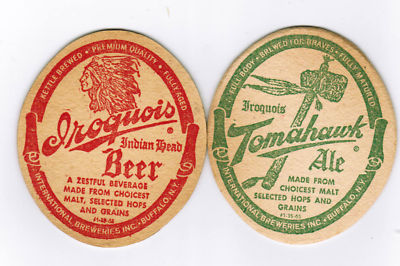 KETTLE BREWED • PREMIUM QUALITY • FULLY AGED
Iroquois
Indian Head
Beer
A ZESTFUL BEVERAGE
MADE FROM CHOICEST
MALT, SELECTED HOPS
AND GRAINS
INTERNATIONAL BREWERIES INC. • BUFFALO, N.Y.
FULL BODY • BREWED FOR BRAVES • FULLY MATURED
Iroquois
Tomahawk
Ale
MADE FROM
CHOICEST MALT
SELECTED HOPS AND
GRAINS
INTERNATIONAL BREWERIES INC. • BUFFALO, N.Y.